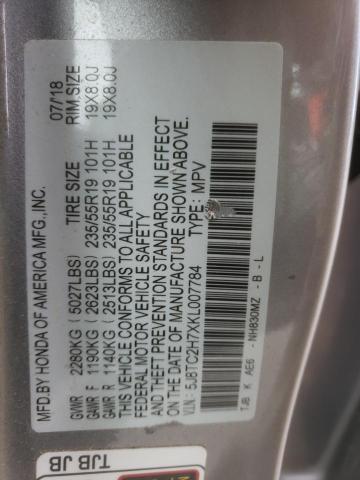 MFD.BY HONDA OF AMERICA MFG.,INC. 07/18
TIRE SIZE RIM,SIZE
GVWR 2280KG (5027LBS)
GAWR F 1190KG (2623LBS) 235/55R19 101H 19X8.0J
GAWR R 1140KG (2513LBS) 235/55R19 101H 19X8.0J
THIS VEHICLE CONFORMS TO ALL APPLICABLE
FEDERAL MOTOR VEHICLE SAFETY
AND THEFT PREVENTION STANDARDS IN EFFECT
ON THE DATE OF MANUFACTURE SHOWN ABOVE.
V.I.N.: 5J8TC2H7XKL007784 TYPE: MPV
TJB K AE6 -NH830MZ -B-L
TJB JB